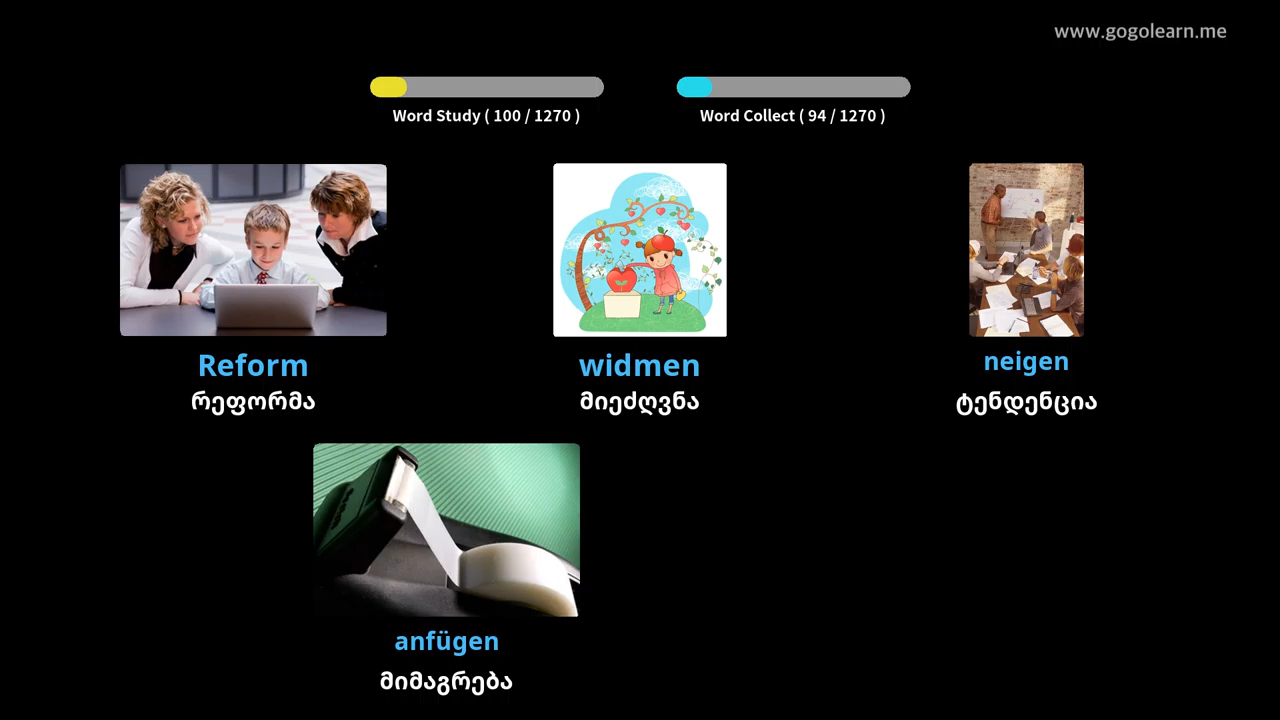 www.gogolearn.me
Word Study ( 100 / 1270 )
Word Collect ( 94 / 1270 )
Reform
რეფორმა
widmen
მიეძღვნა
neigen
ტენდენცია
anfügen
მიმაგრება